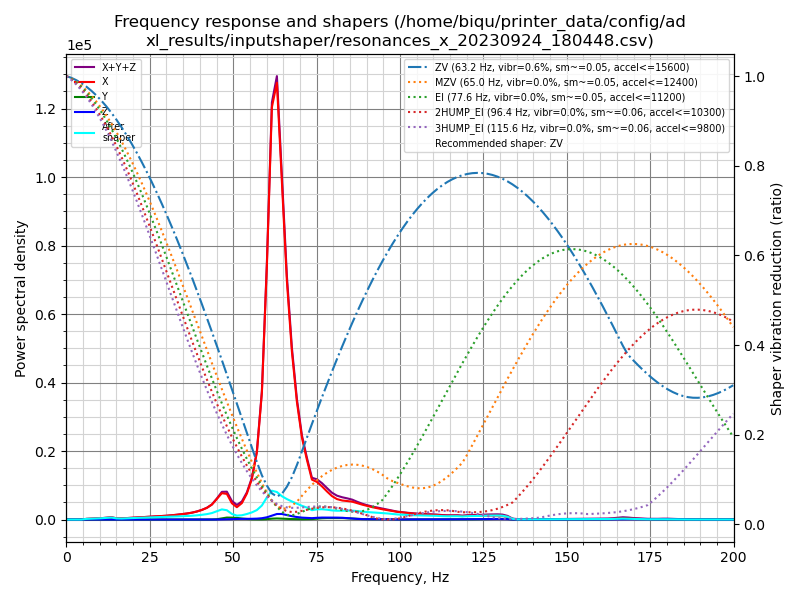 Frequency response and shapers (/home/biqu/printer_data/config/ad
xl_results/inputshaper/resonances_x_20230924_180448.csv)
1e5
X+Y+Z
X
Y
Z
After
shaper
ZV (63.2 Hz, vibr=0.6%, sm~=0.05, accel<=15600)
MZV (65.0 Hz, vibr=0.0%, sm~=0.05, accel<=12400)
EI (77.6 Hz, vibr=0.0%, sm~=0.05, accel<=11200)
2HUMP_EI (96.4 Hz, vibr=0.0%, sm~=0.06, accel<=10300)
3HUMP_EI (115.6 Hz, vibr=0.0%, sm~=0.06, accel<=9800)
Recommended shaper: ZV
Power spectral density
1.2
1.0
0.8
0.6
0.4
0.2
0.0
1.0
0.8
0.6
0.4
0.2
0.0
Shaper vibration reduction (ratio)
0 25 50 75 100 125 150 175 200
Frequency, Hz